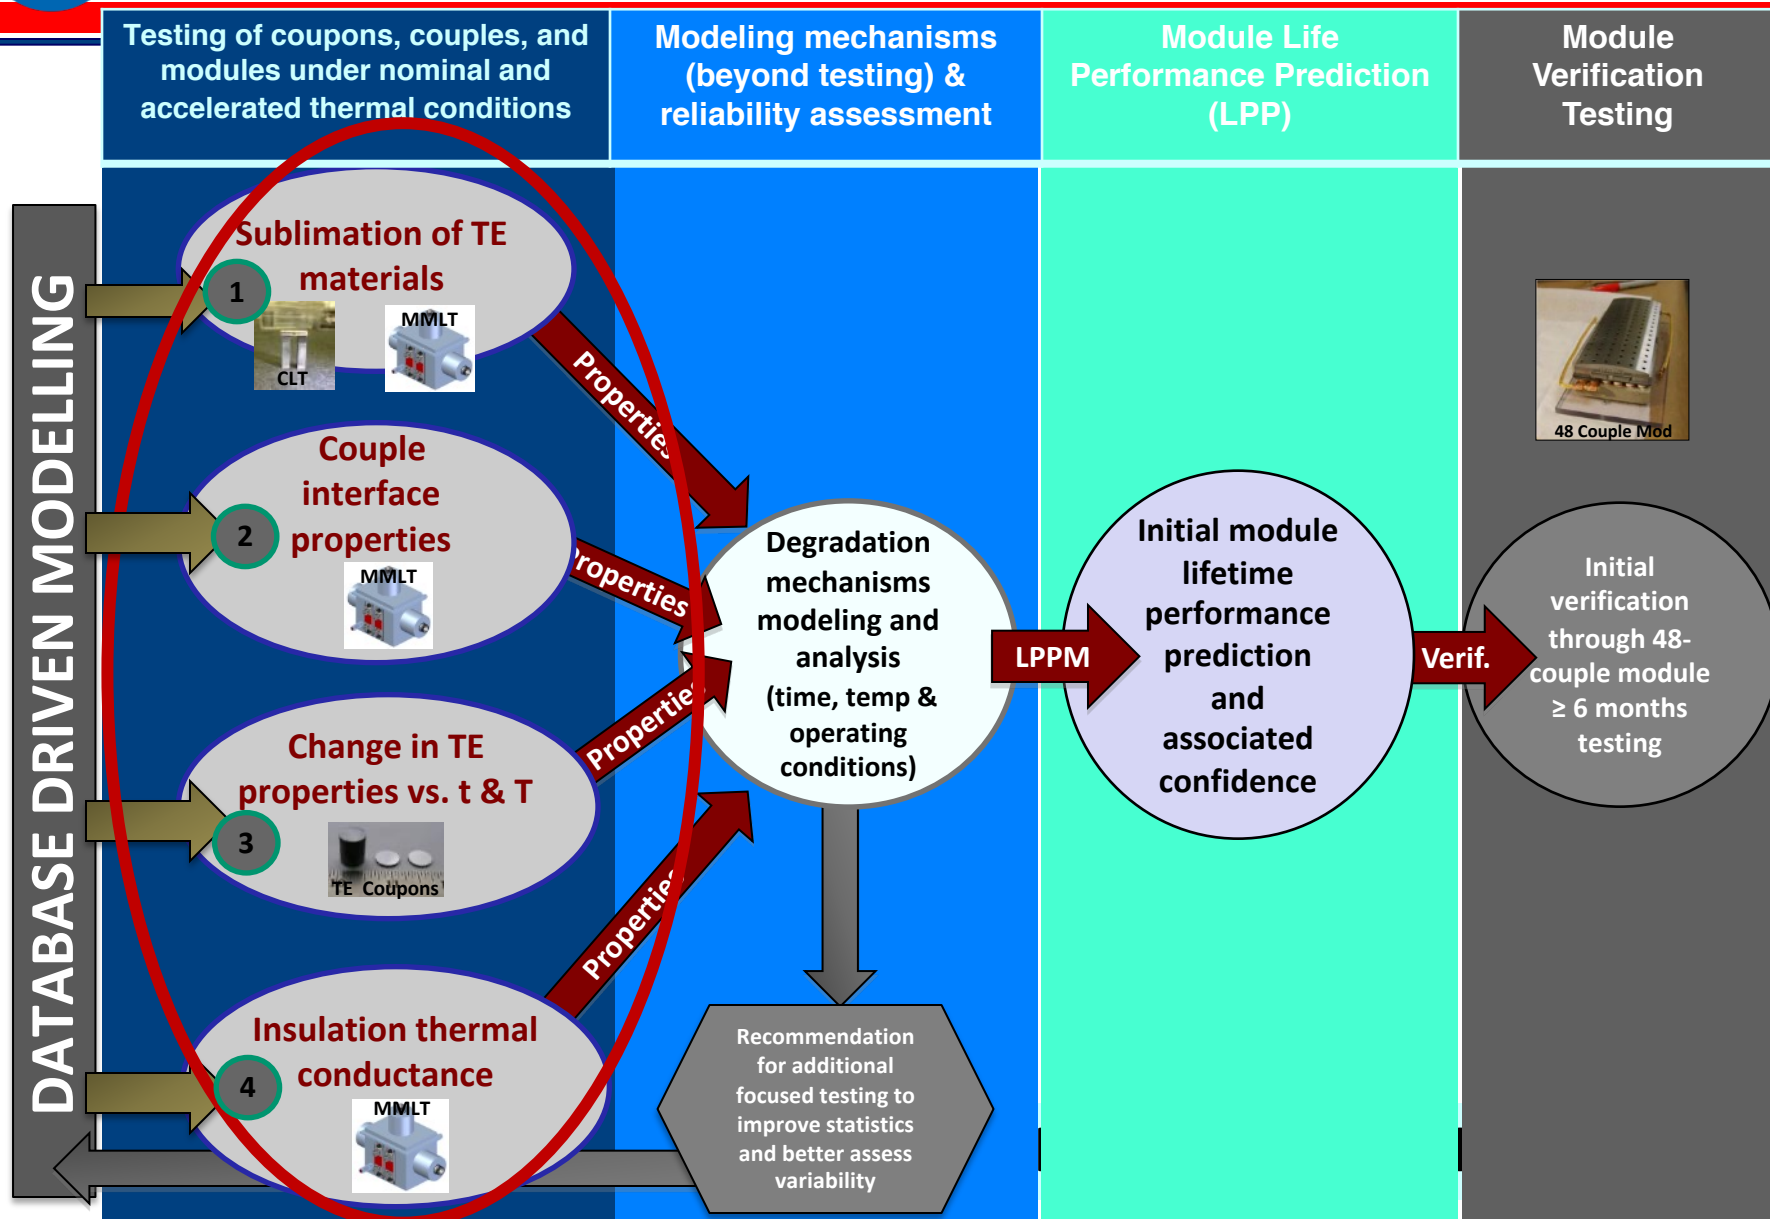 Testing of coupons, couples, and
modules under nominal and
accelerated thermal conditions
Modeling mechanisms
(beyond testing) &
reliability assessment
Module Life
Performance Prediction
(LPP)
Module
Verification
Testing
DATABASE DRIVEN MODELLING
Sublimation of TE
materials
1
CLT
MMLT
Properties
Couple
interface
properties
2
MMLT
Properties
Change in TE
properties vs. t & T
3
TE Coupons
Properties
Insulation thermal
conductance
4
MMLT
Properties
Degradation
mechanisms
modeling and
analysis
(time, temp &
operating
conditions)
Recommendation
for additional
focused testing to
improve statistics
and better assess
variability
LPPM
Initial module
lifetime
performance
prediction
and
associated
confidence
Verif.
48 Couple Mod
Initial
verification
through 48-
couple module
≥ 6 months
testing